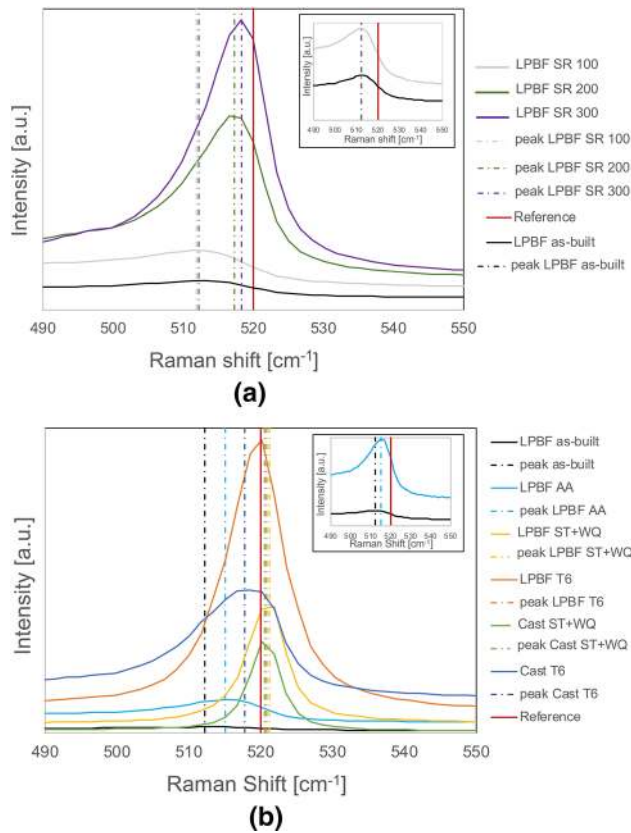 Intensity [a.u.]
Intensity [a.u.]
490 500 510 520 530 540 550
Raman shift [cm-1]
LPBF SR 100
LPBF SR 200
LPBF SR 300
peak LPBF SR 100
peak LPBF SR 200
peak LPBF SR 300
Reference
LPBF as-built
peak LPBF as-built
490 500 510 520 530 540 550
Raman shift [cm-1]
(a)
Intensity [a.u.]
Intensity [a.u.]
490 500 510 520 530 540 550
Raman Shift [cm-1]
LPBF as-built
peak as-built
LPBF AA
peak LPBF AA
LPBF ST+WQ
peak LPBF ST+WQ
LPBF T6
peak LPBF T6
Cast ST+WQ
peak Cast ST+WQ
Cast T6
peak Cast T6
Reference
490 500 510 520 530 540 550
Raman Shift [cm-1]
(b)